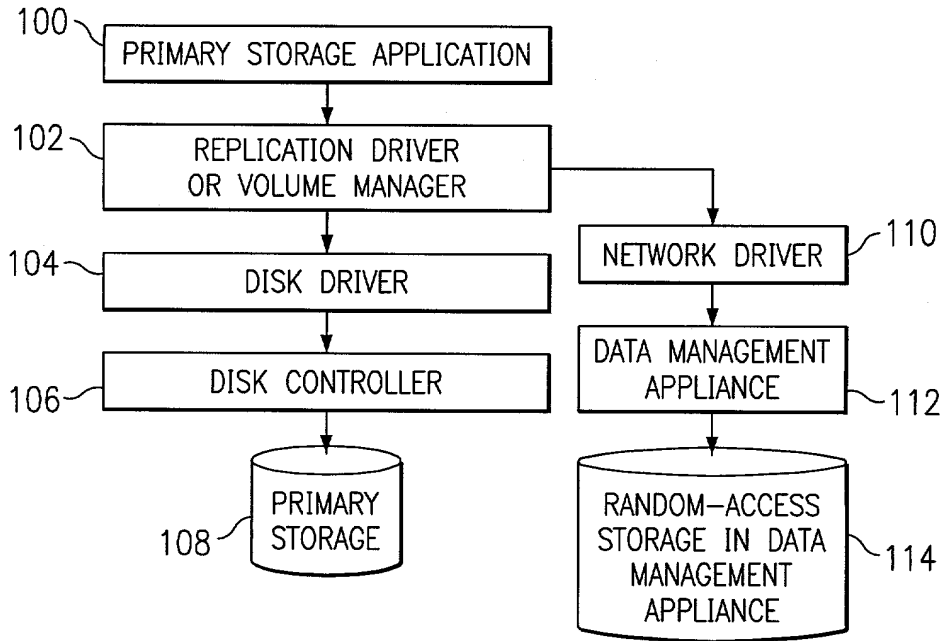 100
PRIMARY STORAGE APPLICATION
102
REPLICATION DRIVER
OR VOLUME MANAGER
104
DISK DRIVER
106
DISK CONTROLLER
108
PRIMARY
STORAGE
110
NETWORK DRIVER
DATA MANAGEMENT
APPLIANCE
112
RANDOM-ACCESS
STORAGE IN DATA
MANAGEMENT
APPLIANCE
114